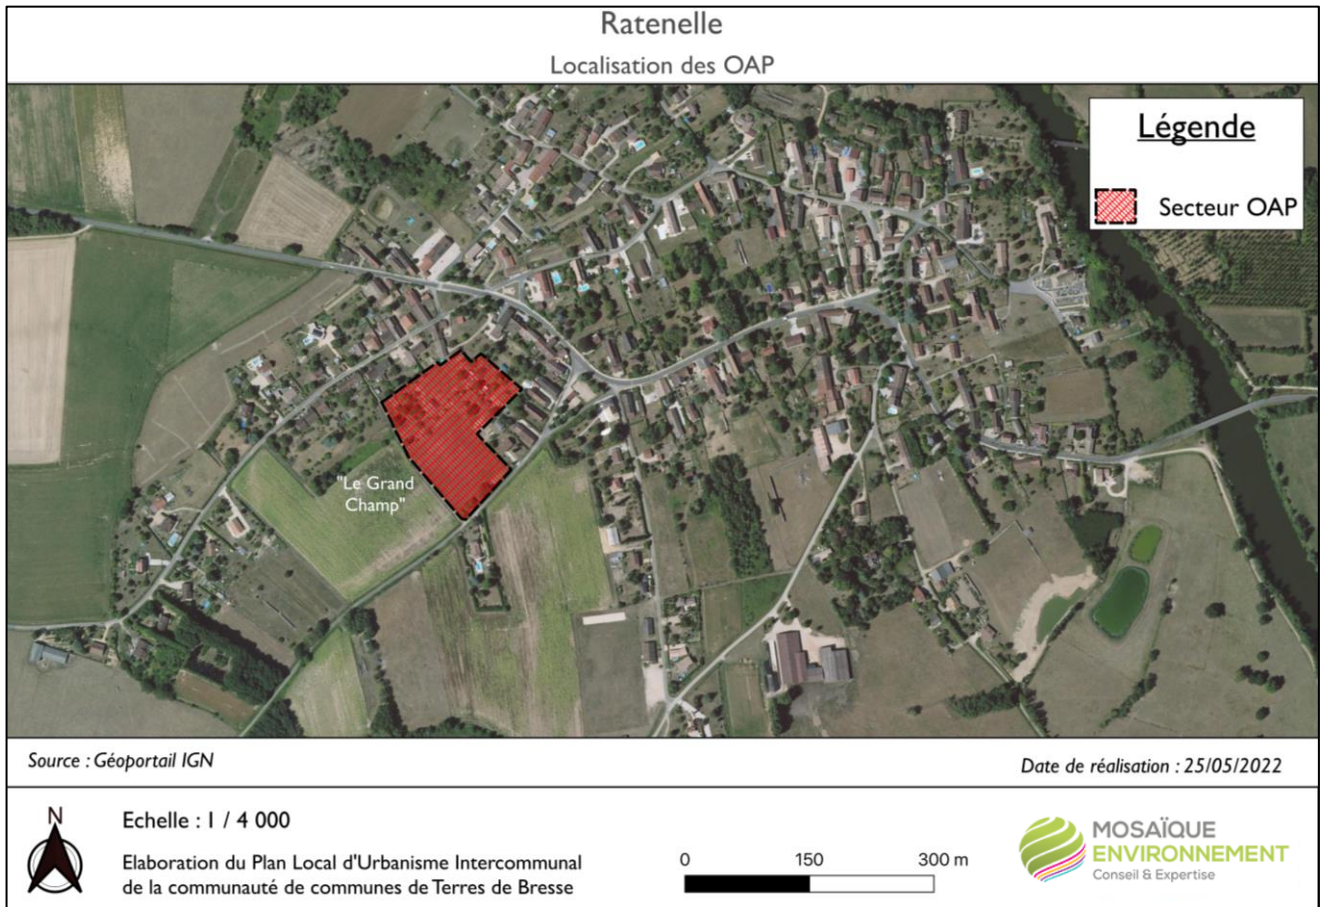 Ratenelle
Localisation des OAP
Légende
Secteur OAP
"Le Grand
Champ"
Source : Géoportail IGN
Date de réalisation : 25/05/2022
N
Echelle : 1 / 4 000
Elaboration du Plan Local d'Urbanisme Intercommunal
de la communauté de communes de Terres de Bresse
0 150 300 m
MOSAÏQUE
ENVIRONNEMENT
Conseil & Expertise